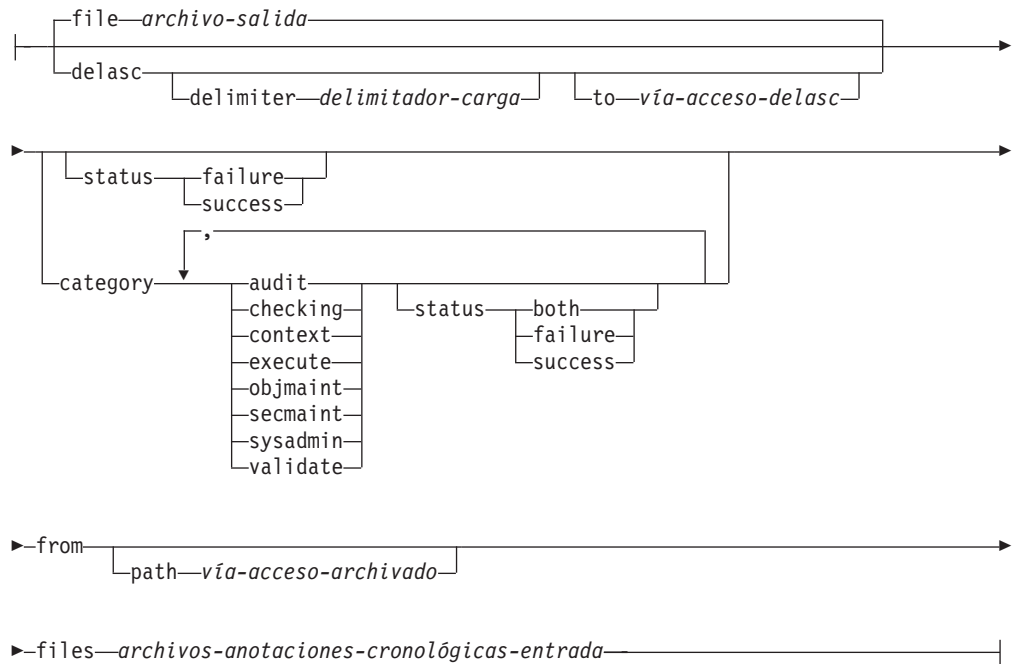 file archivo-salida
delasc
delimiter delimitador-carga to vía-acceso-delasc
status failure
success
,
category audit
checking status both
context failure
execute success
objmaint
secmaint
sysadmin
validate
from
path vía-acceso-archivado
files archivos-anotaciones-cronológicas-entrada